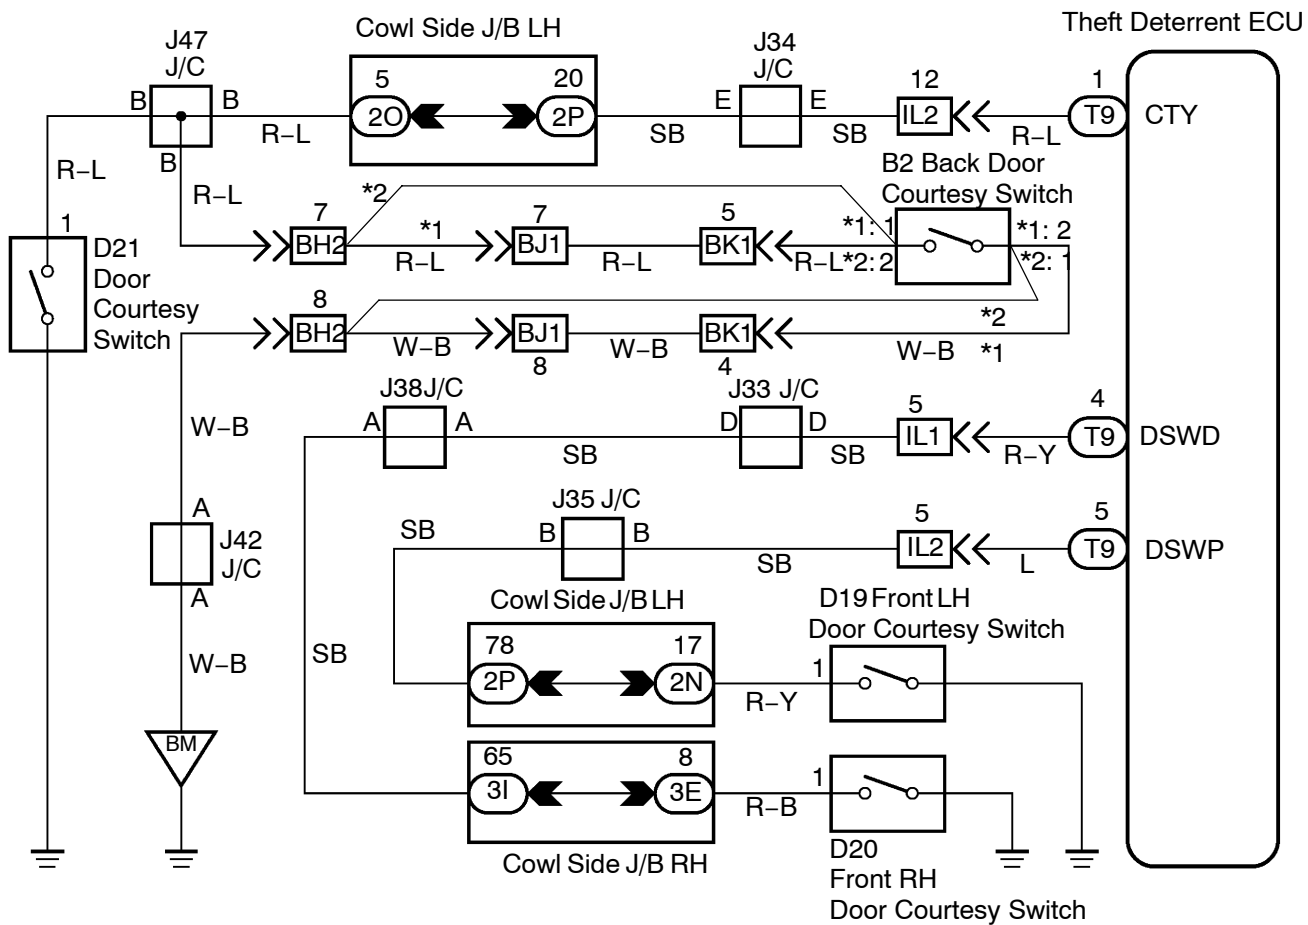 Theft Deterrent ECU
Cowl Side J/B LH
J47
J/C
J34
J/C
5
20
12
1
B
B
E
E
2O
2P
IL2
T9
CTY
R–L
SB
SB
R–L
B
B2 Back Door
Courtesy Switch
R–L
R–L
*2
1
7
*1
7
5
*1: 1
*1: 2
BH2
BJ1
BK1
D21
Door
Courtesy
Switch
R–L
R–L
R–L
*2: 2
*2: 1
8
*2
BH2
BJ1
BK1
W–B
W–B
W–B
*1
8
4
J38 J/C
J33 J/C
5
4
W–B
A
A
D
D
IL1
T9
DSWD
SB
SB
R–Y
A
J35 J/C
5
5
SB
B
B
J42
J/C
IL2
T9
DSWP
SB
L
A
Cowl Side J/B LH
D19 Front LH
Door Courtesy Switch
SB
W–B
78
17
1
2P
2N
R–Y
BM
65
8
1
3I
3E
R–B
Cowl Side J/B RH
D20
Front RH
Door Courtesy Switch